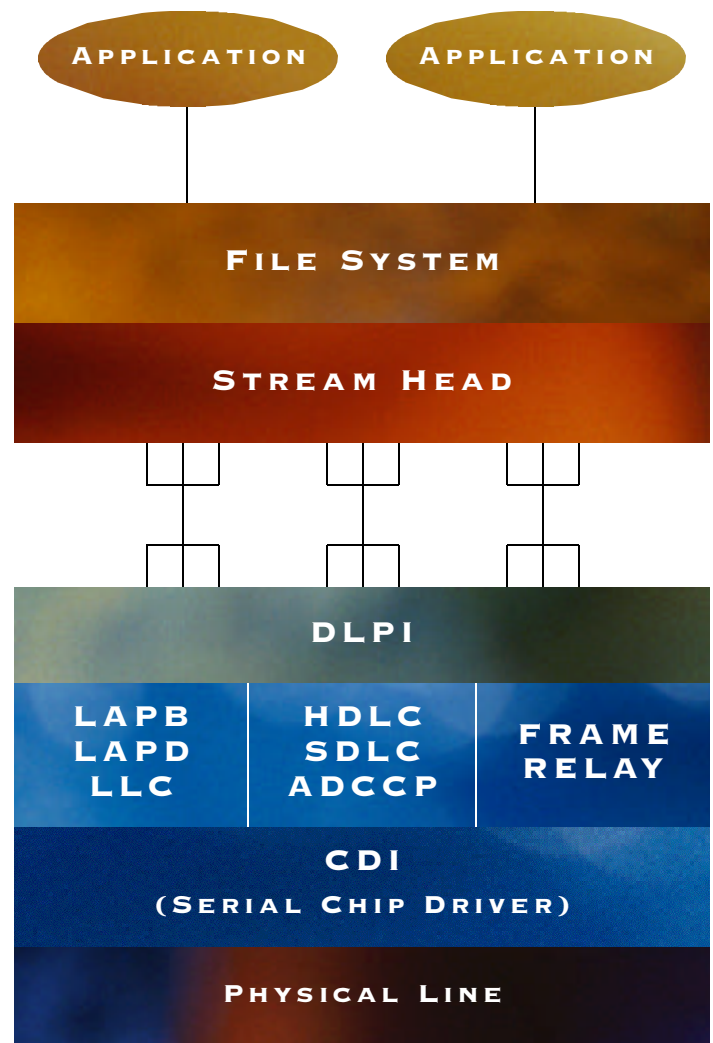 APPLICATION
APPLICATION
FILE SYSTEM
STREAM HEAD
DLPI
LAPB
LAPD
LLC
HDLC
SDLC
ADCCP
FRAME
RELAY
CDI
(SERIAL CHIP DRIVER)
PHYSICAL LINE